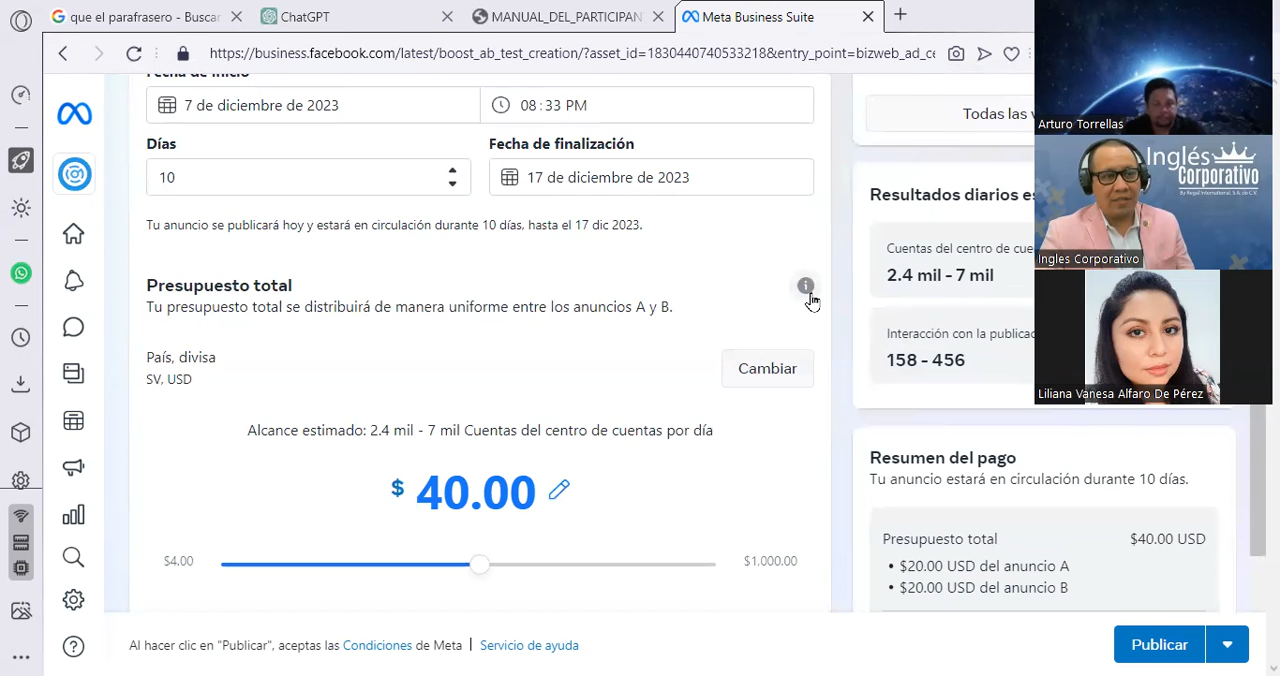 que el parafrasero - Buscar
ChatGPT
MANUAL_DEL_PARTICIPAN
Meta Business Suite
https://business.facebook.com/latest/boost_ab_test_creation/?asset_id=1830440740533218&entry_point=bizweb_ad_ce
Fecha de inicio
7 de diciembre de 2023
08:33 PM
Días
Fecha de finalización
10
17 de diciembre de 2023
Tu anuncio se publicará hoy y estará en circulación durante 10 días, hasta el 17 dic 2023.
Presupuesto total
Tu presupuesto total se distribuirá de manera uniforme entre los anuncios A y B.
País, divisa
SV, USD
Cambiar
Alcance estimado: 2.4 mil - 7 mil Cuentas del centro de cuentas por día
$ 40.00
$4.00
$1,000.00
Al hacer clic en "Publicar", aceptas las Condiciones de Meta | Servicio de ayuda
Todas las
Resultados diarios
Cuentas del centro de
2.4 mil - 7 mil
Interacción con la
158 - 456
Resumen del pago
Tu anuncio estará en circulación durante 10 días.
Presupuesto total
$40.00 USD
• $20.00 USD del anuncio A
• $20.00 USD del anuncio B
Publicar
Arturo Torrellas
Inglés
Corporativo
By Regal International, S.A. de C.V.
Ingles Corporativo
Liliana Vanesa Alfaro De Pérez